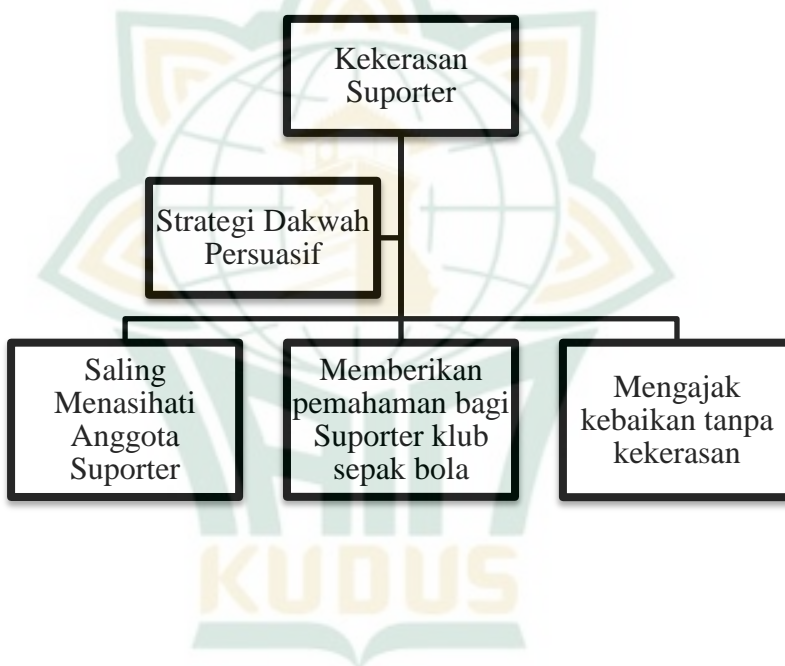 Kekerasan
Suporter
Strategi Dakwah
Persuasif
Saling
Menasihati
Anggota
Suporter
Memberikan
pemahaman bagi
Suporter klub
sepak bola
Mengajak
kebaikan tanpa
kekerasan
KUDUS